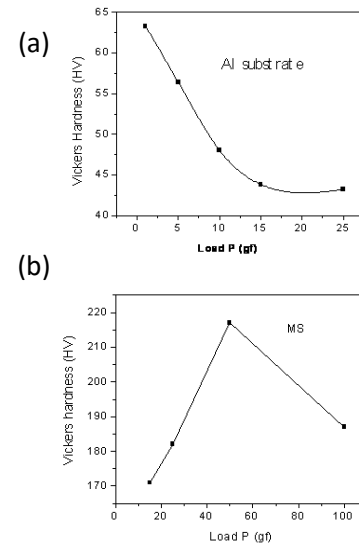 (a)
65
60
55
50
45
40
Vickers Hardness (HV)
Al substrate
0 5 10 15 20 25
Load P (gf)
(b)
220
210
200
190
180
170
Vickers hardness (HV)
MS
0 20 40 60 80 100
Load P (gf)